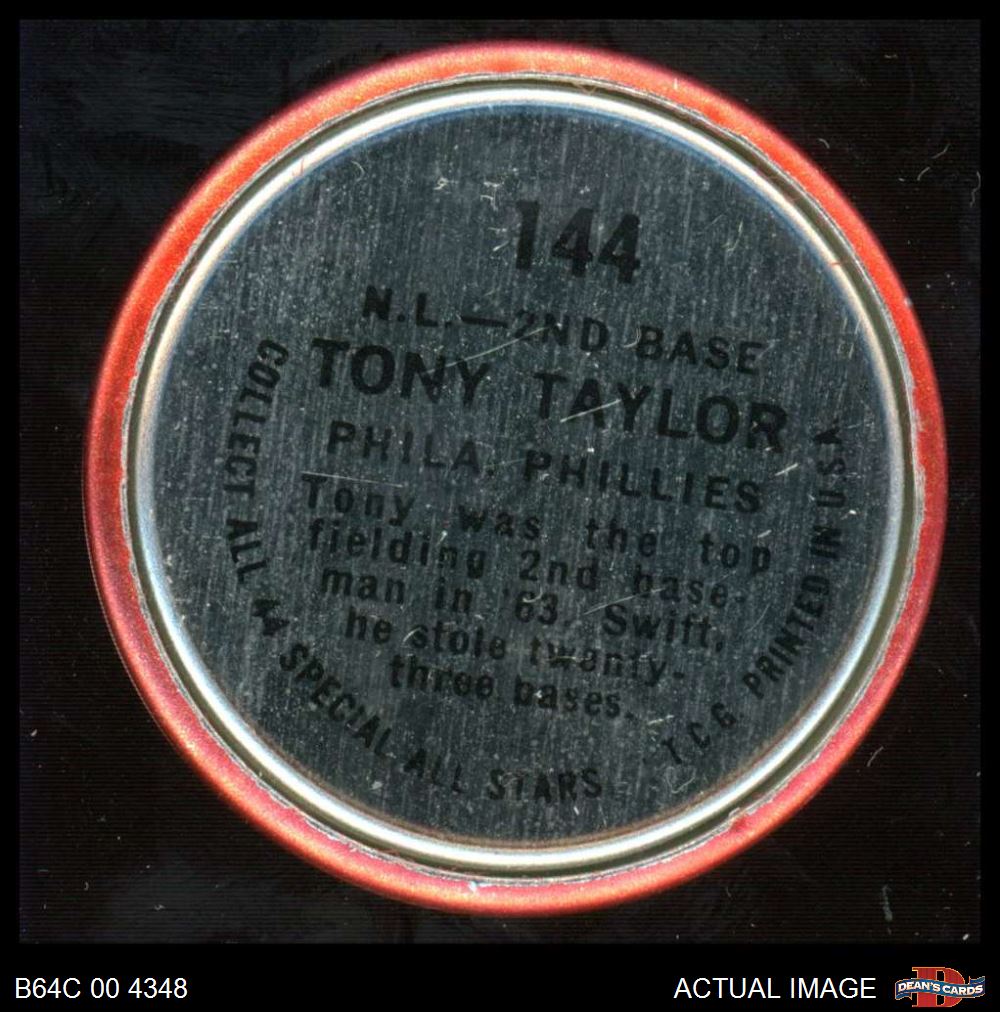 144
N.L.—2ND BASE
TONY TAYLOR
PHILA. PHILLIES
Tony was the top
fielding 2nd base-
man in '63. Swift,
he stole twenty-
three bases.
COLLECT ALL 44 SPECIAL ALL STARS
T.C.G. PRINTED IN U.S.A.
B64C 00 4348
ACTUAL IMAGE
D
DEAN'S CARDS